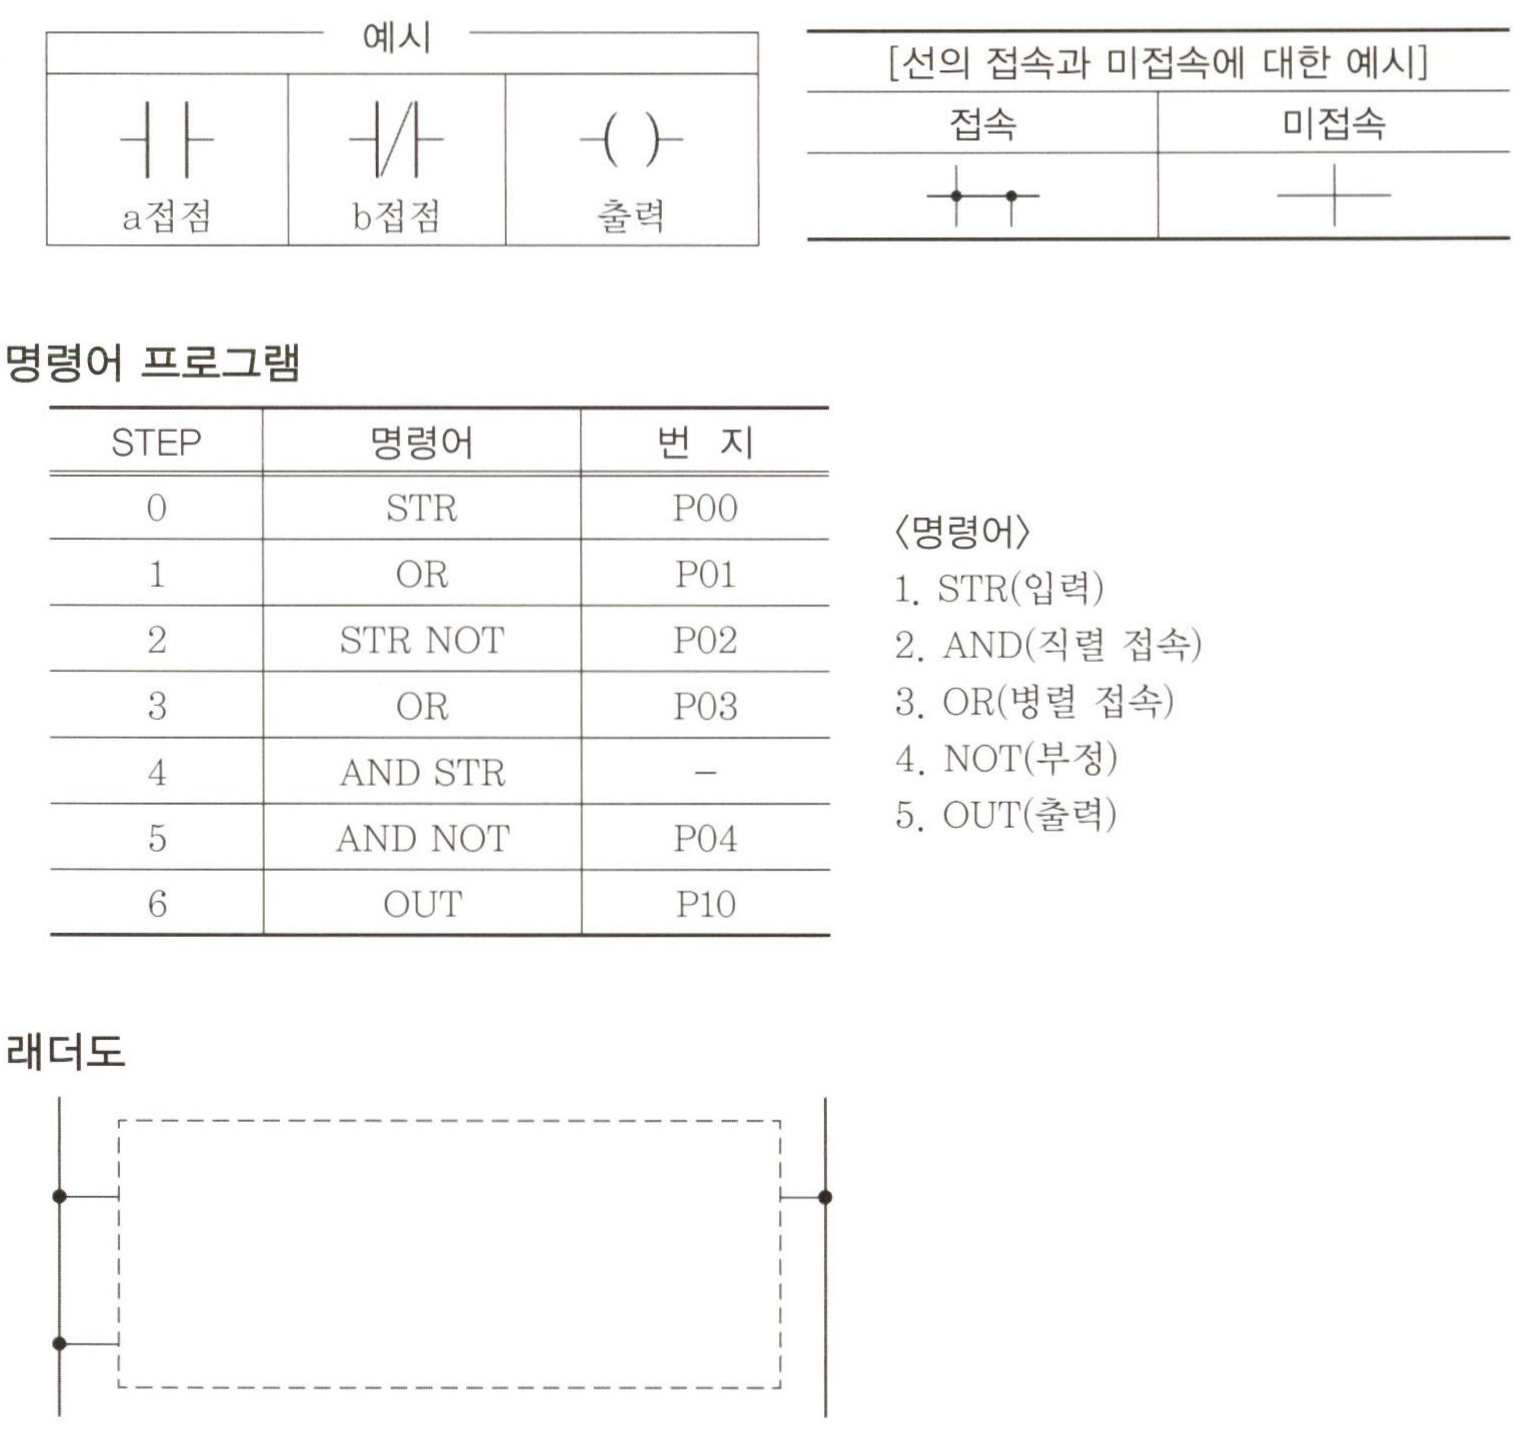 예시
a접점 b접점 출력
[선의 접속과 미접속에 대한 예시]
접속 미접속
명령어 프로그램
STEP 명령어 번 지
0 STR P00
1 OR P01
2 STR NOT P02
3 OR P03
4 AND STR –
5 AND NOT P04
6 OUT P10
〈명령어〉
1. STR(입력)
2. AND(직렬 접속)
3. OR(병렬 접속)
4. NOT(부정)
5. OUT(출력)
래더도